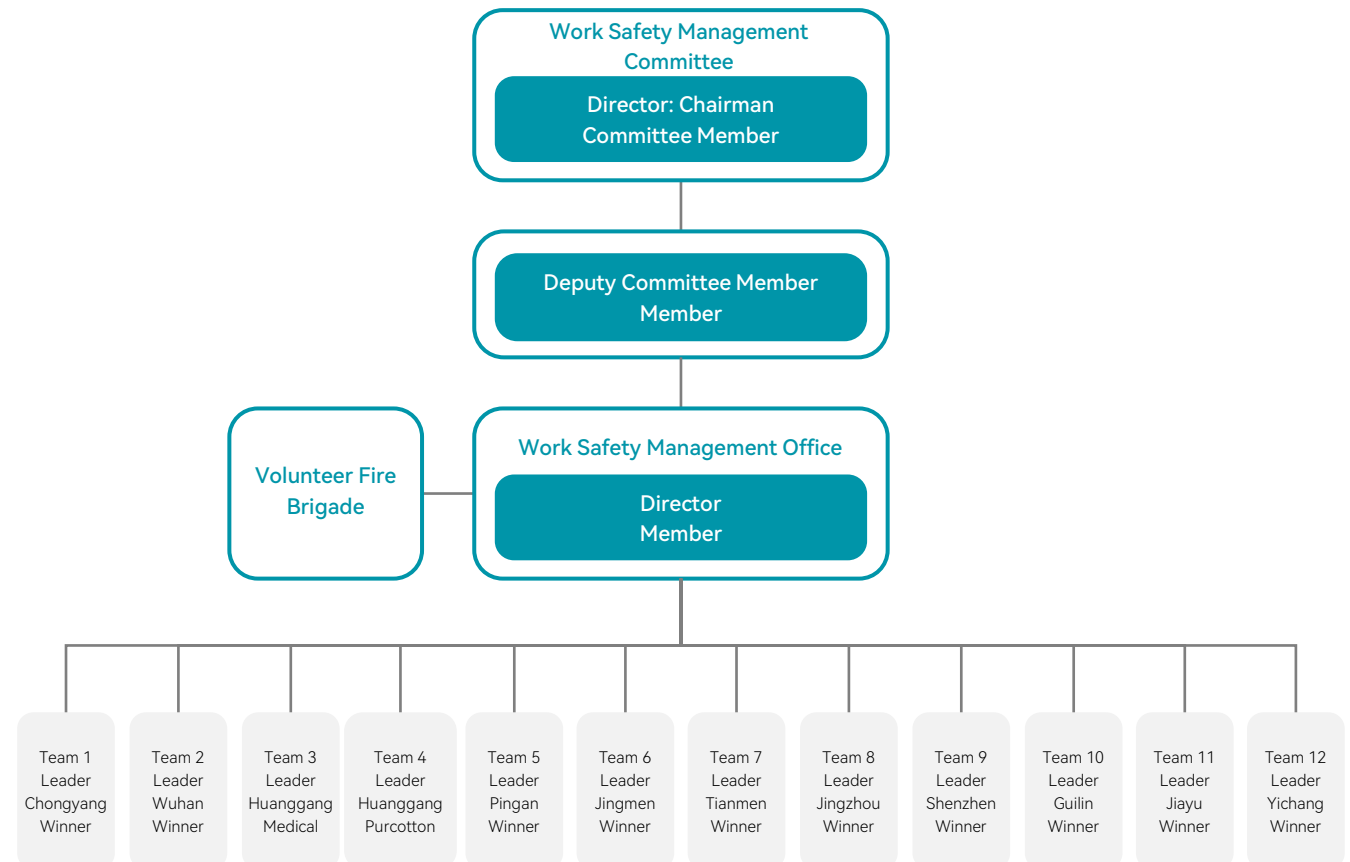 Work Safety Management
Committee
Director: Chairman
Committee Member
Deputy Committee Member
Member
Volunteer Fire
Brigade
Work Safety Management Office
Director
Member
Team 1
Leader
Chongyang
Winner
Team 2
Leader
Wuhan
Winner
Team 3
Leader
Huanggang
Medical
Team 4
Leader
Huanggang
Purcotton
Team 5
Leader
Pingan
Winner
Team 6
Leader
Jingmen
Winner
Team 7
Leader
Tianmen
Winner
Team 8
Leader
Jingzhou
Winner
Team 9
Leader
Shenzhen
Winner
Team 10
Leader
Guilin
Winner
Team 11
Leader
Jiayu
Winner
Team 12
Leader
Yichang
Winner